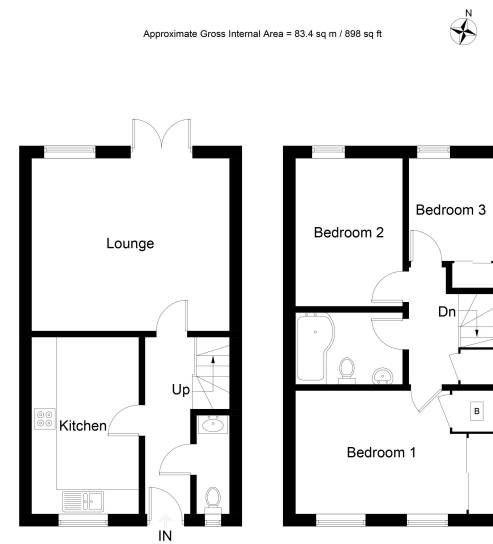 N
Approximate Gross Internal Area = 83.4 sq m / 898 sq ft
Lounge
Kitchen
Up
IN
Bedroom 2
Bedroom 3
Dn
B
Bedroom 1